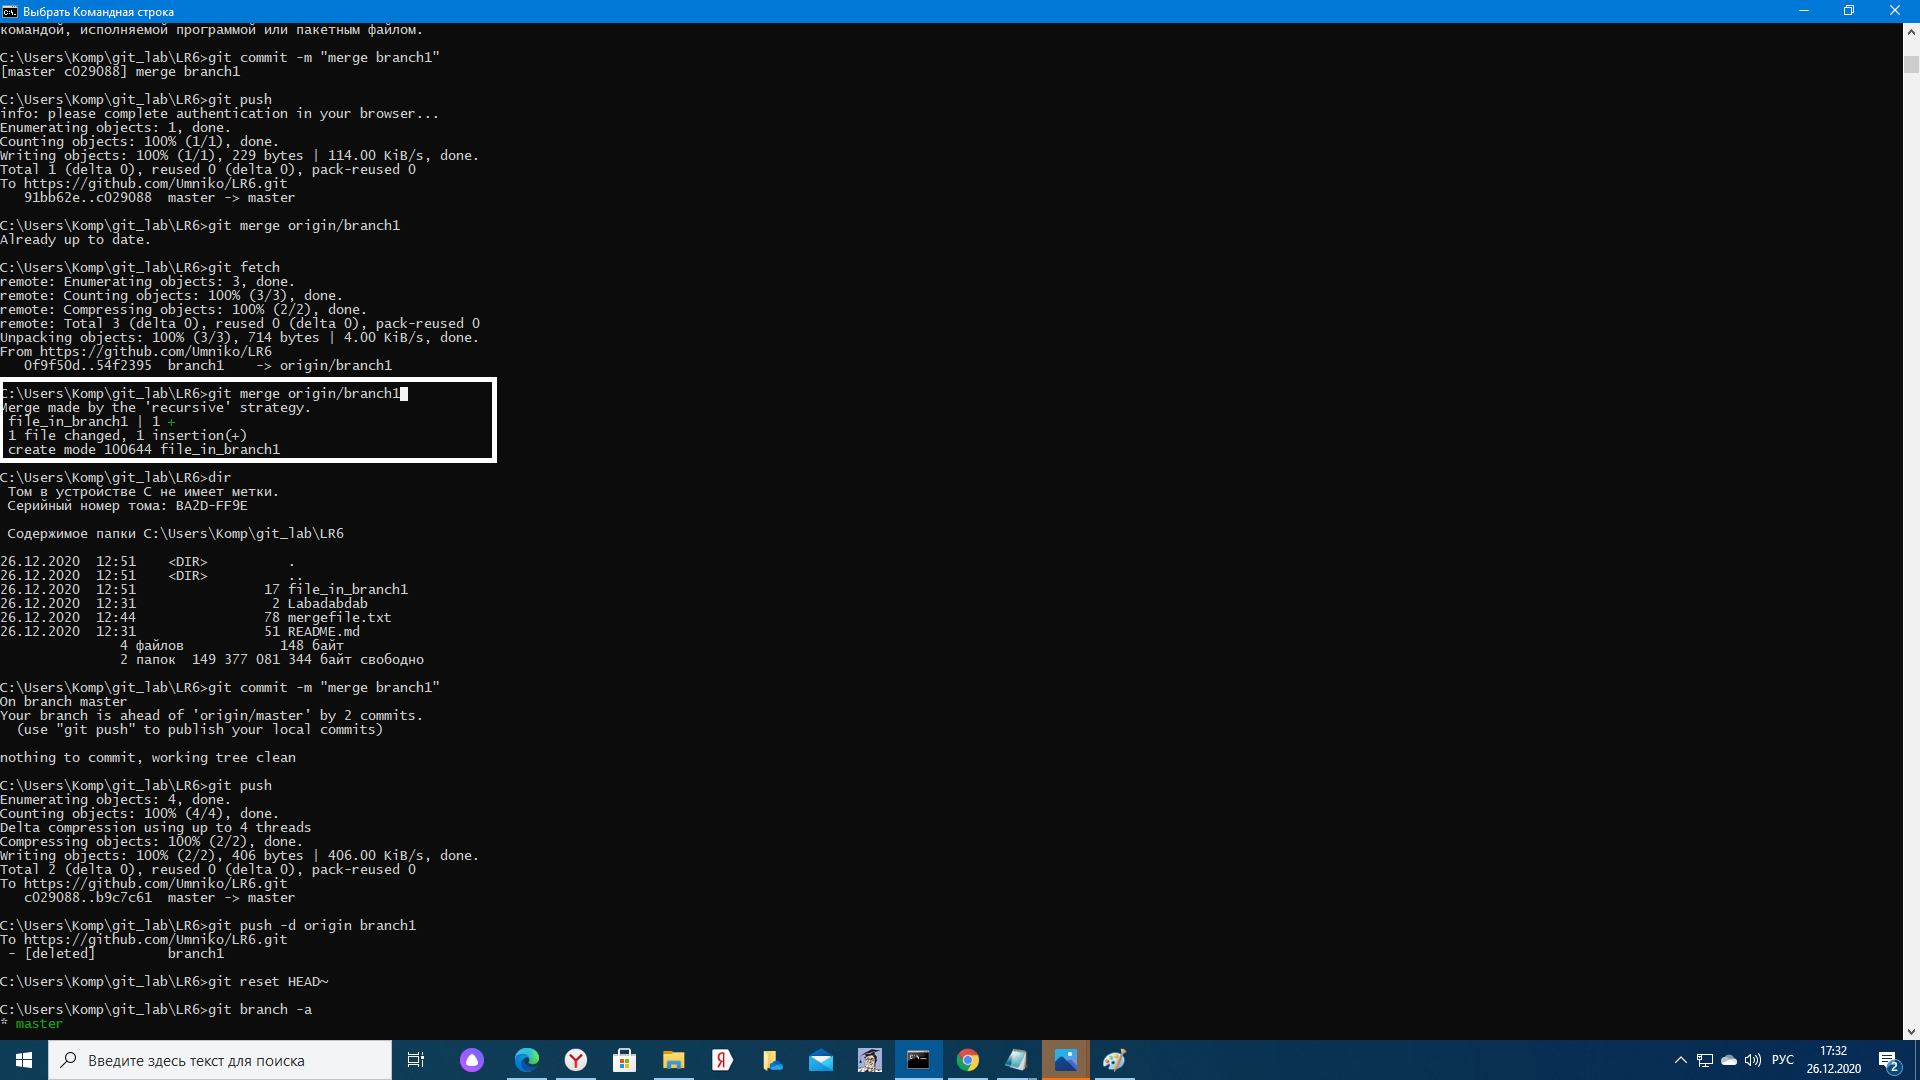 Выбрать Командная строка
командой, исполняемой программой или пакетным файлом.
C:\Users\Komp\git_lab\LR6>git commit -m "merge branch1"
[master c029088] merge branch1
C:\Users\Komp\git_lab\LR6>git push
info: please complete authentication in your browser...
Enumerating objects: 1, done.
Counting objects: 100% (1/1), done.
Writing objects: 100% (1/1), 229 bytes | 114.00 KiB/s, done.
Total 1 (delta 0), reused 0 (delta 0), pack-reused 0
To https://github.com/Umniko/LR6.git
91bb62e..c029088 master -> master
C:\Users\Komp\git_lab\LR6>git merge origin/branch1
Already up to date.
C:\Users\Komp\git_lab\LR6>git fetch
remote: Enumerating objects: 3, done.
remote: Counting objects: 100% (3/3), done.
remote: Compressing objects: 100% (2/2), done.
remote: Total 3 (delta 0), reused 0 (delta 0), pack-reused 0
Unpacking objects: 100% (3/3), 714 bytes | 4.00 KiB/s, done.
From https://github.com/Umniko/LR6
0f9f50d..54f2395 branch1 -> origin/branch1
C:\Users\Komp\git_lab\LR6>git merge origin/branch1
Merge made by the 'recursive' strategy.
file_in_branch1 | 1 +
1 file changed, 1 insertion(+)
create mode 100644 file_in_branch1
C:\Users\Komp\git_lab\LR6>dir
Том в устройстве C не имеет метки.
Серийный номер тома: BA2D-FF9E
Содержимое папки C:\Users\Komp\git_lab\LR6
26.12.2020 12:51 <DIR> .
26.12.2020 12:51 <DIR> ..
26.12.2020 12:51 17 file_in_branch1
26.12.2020 12:31 2 Labadabdab
26.12.2020 12:44 78 mergefile.txt
26.12.2020 12:31 51 README.md
4 файлов 148 байт
2 папок 149 377 081 344 байт свободно
C:\Users\Komp\git_lab\LR6>git commit -m "merge branch1"
On branch master
Your branch is ahead of 'origin/master' by 2 commits.
(use "git push" to publish your local commits)
nothing to commit, working tree clean
C:\Users\Komp\git_lab\LR6>git push
Enumerating objects: 4, done.
Counting objects: 100% (4/4), done.
Delta compression using up to 4 threads
Compressing objects: 100% (2/2), done.
Writing objects: 100% (2/2), 406 bytes | 406.00 KiB/s, done.
Total 2 (delta 0), reused 0 (delta 0), pack-reused 0
To https://github.com/Umniko/LR6.git
c029088..b9c7c61 master -> master
C:\Users\Komp\git_lab\LR6>git push -d origin branch1
To https://github.com/Umniko/LR6.git
- [deleted] branch1
C:\Users\Komp\git_lab\LR6>git reset HEAD~
C:\Users\Komp\git_lab\LR6>git branch -a
* master
Введите здесь текст для поиска
РУС
17:32
26.12.2020
2